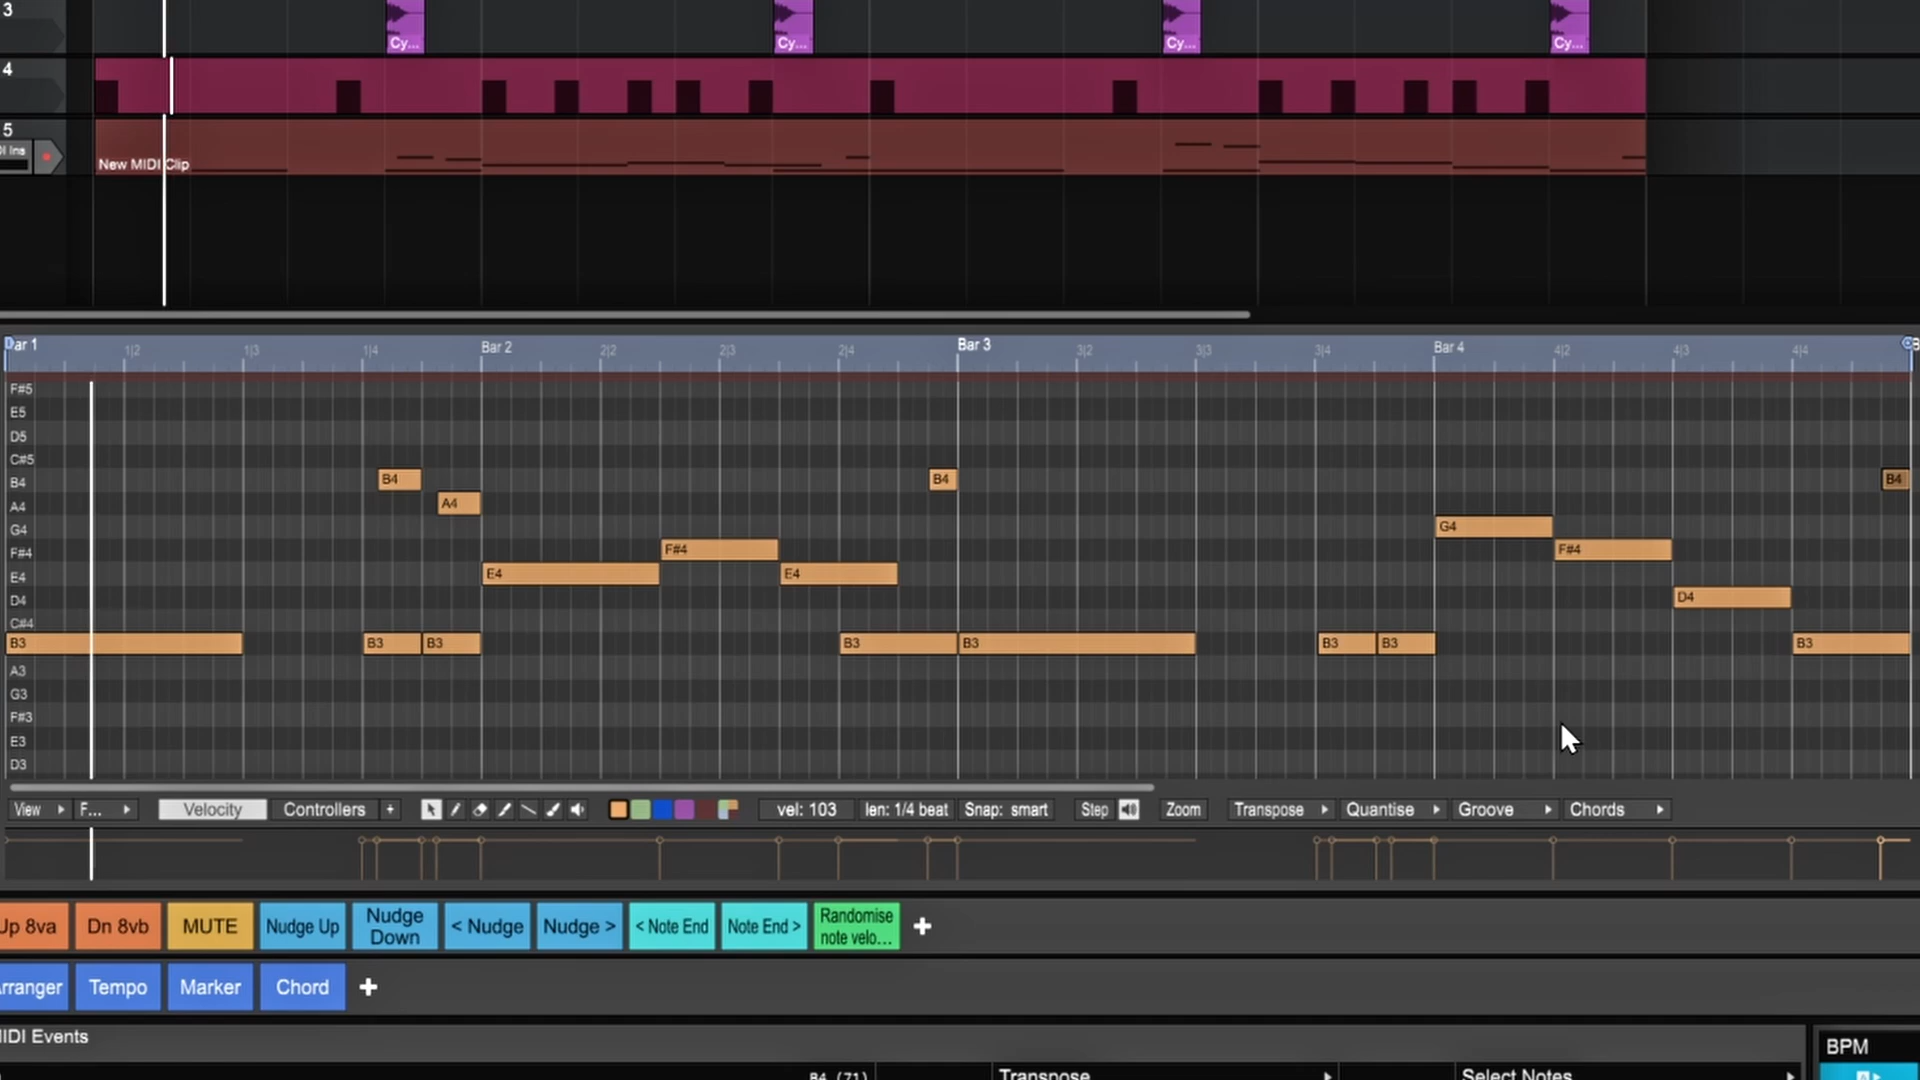 3
Cy...
Cy...
Cy...
Cy...
4
5
New MIDI Clip
Bar 3
1|2
1|3
1|4
Bar 2
2|2
2|3
2|4
3|2
3|3
3|4
Bar 4
4|2
4|3
4|4
F#5
E5
D5
C#5
B4
B4
B4
B4
A4
A4
G4
G4
F#4
F#4
F#4
E4
E4
E4
D4
D4
C#4
B3
B3
B3
B3
B3
B3
B3
B3
A3
G3
F#3
E3
D3
View
F...
Velocity
Controllers
+
vel: 103
len: 1/4 beat
Snap: smart
Step
Zoom
Transpose
Quantise
Groove
Chords
Up 8va
Dn 8vb
MUTE
Nudge Up
Nudge
Down
< Nudge
Nudge >
< Note End
Note End >
Randomise
note velo...
+
rranger
Tempo
Marker
Chord
+
IDI Events
BPM
B4 (71)
Transpose
Select Notes